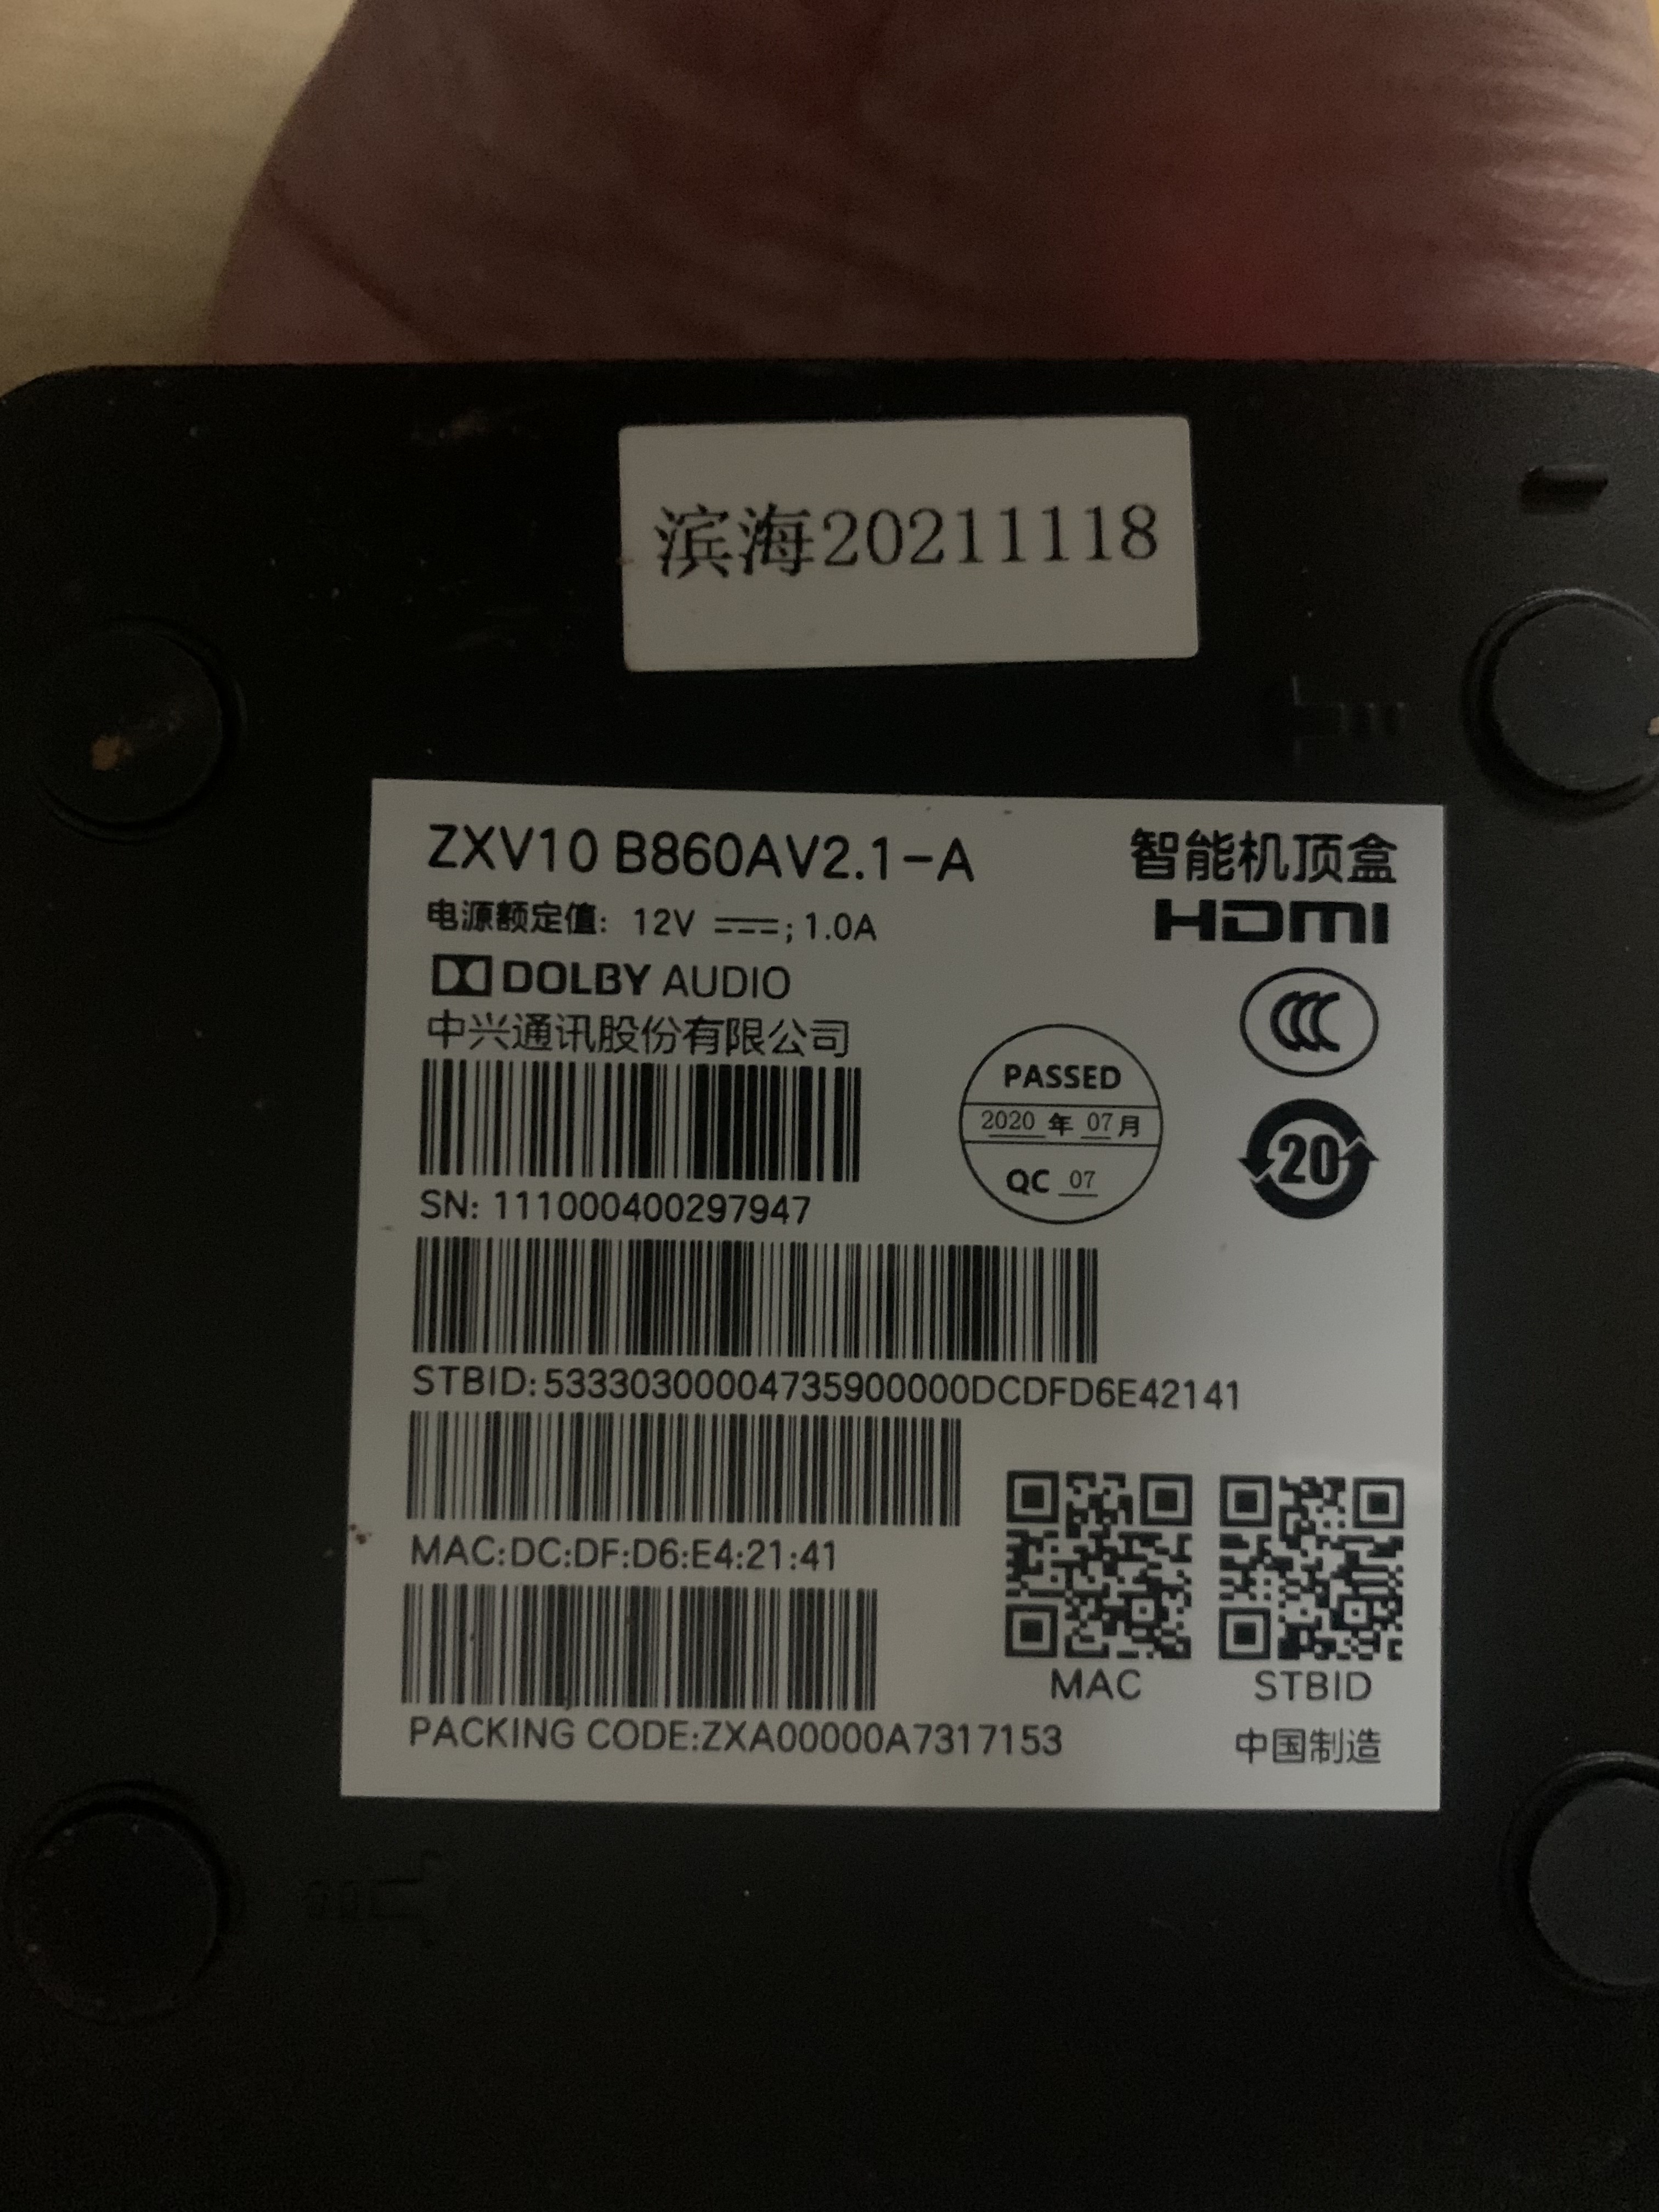 滨海20211118
ZXV10 B860AV2.1-A
智能机顶盒
电源额定值: 12V ⎓; 1.0A
HDMI
DOLBY AUDIO
中兴通讯股份有限公司
PASSED
2020 年 07 月
QC 07
20
SN: 111000400297947
STBID:53330300004735900000DCDFD6E42141
MAC:DC:DF:D6:E4:21:41
MAC
STBID
PACKING CODE:ZXA00000A7317153
中国制造